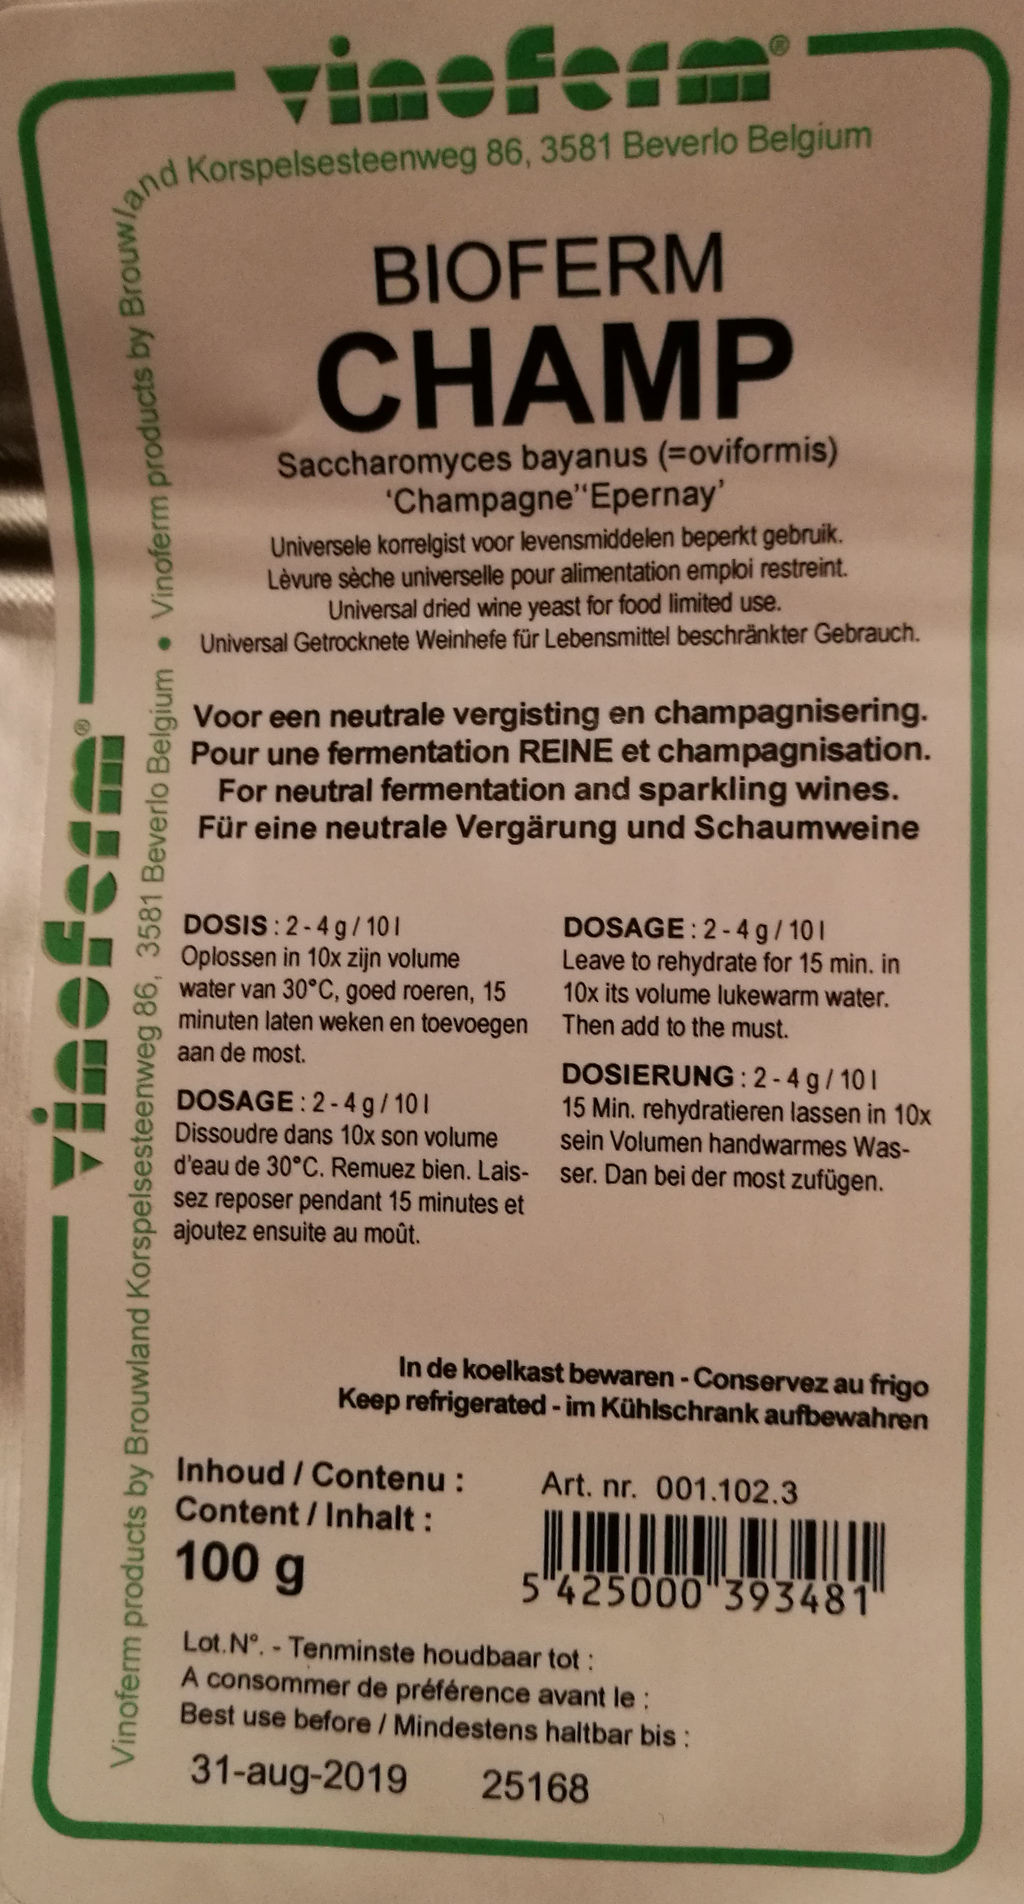 vinoferm®
Vinoferm products by Brouwland Korspelsesteenweg 86, 3581 Beverlo Belgium • Vinoferm products by Brouwland Korspelsesteenweg 86, 3581 Beverlo Belgium
vinoferm®
BIOFERM
CHAMP
Saccharomyces bayanus (=oviformis)
'Champagne''Epernay'
Universele korrelgist voor levensmiddelen beperkt gebruik.
Lèvure sèche universelle pour alimentation emploi restreint.
Universal dried wine yeast for food limited use.
Universal Getrocknete Weinhefe für Lebensmittel beschränkter Gebrauch.
Voor een neutrale vergisting en champagnisering.
Pour une fermentation REINE et champagnisation.
For neutral fermentation and sparkling wines.
Für eine neutrale Vergärung und Schaumweine
DOSIS : 2 - 4 g / 10 l
Oplossen in 10x zijn volume
water van 30°C, goed roeren, 15
minuten laten weken en toevoegen
aan de most.
DOSAGE : 2 - 4 g / 10 l
Dissoudre dans 10x son volume
d'eau de 30°C. Remuez bien. Lais-
sez reposer pendant 15 minutes et
ajoutez ensuite au moût.
DOSAGE : 2 - 4 g / 10 l
Leave to rehydrate for 15 min. in
10x its volume lukewarm water.
Then add to the must.
DOSIERUNG : 2 - 4 g / 10 l
15 Min. rehydratieren lassen in 10x
sein Volumen handwarmes Was-
ser. Dan bei der most zufügen.
In de koelkast bewaren - Conservez au frigo
Keep refrigerated - im Kühlschrank aufbewahren
Inhoud / Contenu :
Content / Inhalt :
100 g
Art. nr. 001.102.3
5 425000 393481
Lot.N°. - Tenminste houdbaar tot :
A consommer de préférence avant le :
Best use before / Mindestens haltbar bis :
31-aug-2019 25168